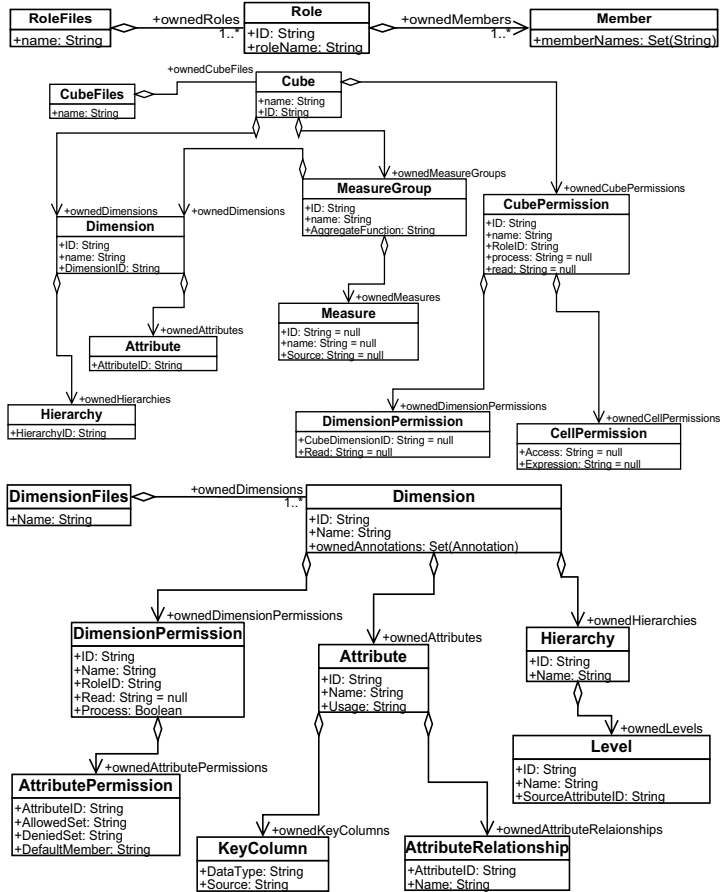 RoleFiles
+name: String
+ownedRoles
1..*
Role
+ID: String
+roleName: String
+ownedMembers
1..*
Member
+memberNames: Set(String)
+ownedCubeFiles
CubeFiles
+name: String
Cube
+name: String
+ID: String
+ownedDimensions
+ownedDimensions
+ownedMeasureGroups
+ownedCubePermissions
Dimension
+ID: String
+name: String
+DimensionID: String
MeasureGroup
+ID: String
+name: String
+AggregateFunction: String
CubePermission
+ID: String
+name: String
+RoleID: String
+process: String = null
+read: String = null
+ownedAttributes
Attribute
+AttributeID: String
+ownedMeasures
Measure
+ID: String = null
+name: String = null
+Source: String = null
+ownedHierarchies
Hierarchy
+HierarchyID: String
+ownedDimensionPermissions
DimensionPermission
+CubeDimensionID: String = null
+Read: String = null
+ownedCellPermissions
CellPermission
+Access: String = null
+Expression: String = null
DimensionFiles
+Name: String
+ownedDimensions
1..*
Dimension
+ID: String
+Name: String
+ownedAnnotations: Set(Annotation)
+ownedDimensionPermissions
DimensionPermission
+ID: String
+Name: String
+RoleID: String
+Read: String = null
+Process: Boolean
+ownedAttributes
Attribute
+ID: String
+Name: String
+Usage: String
+ownedHierarchies
Hierarchy
+ID: String
+Name: String
+ownedAttributePermissions
AttributePermission
+AttributeID: String
+AllowedSet: String
+DeniedSet: String
+DefaultMember: String
+ownedLevels
Level
+ID: String
+Name: String
+SourceAttributeID: String
+ownedKeyColumns
KeyColumn
+DataType: String
+Source: String
+ownedAttributeRelaionships
AttributeRelationship
+AttributeID: String
+Name: String